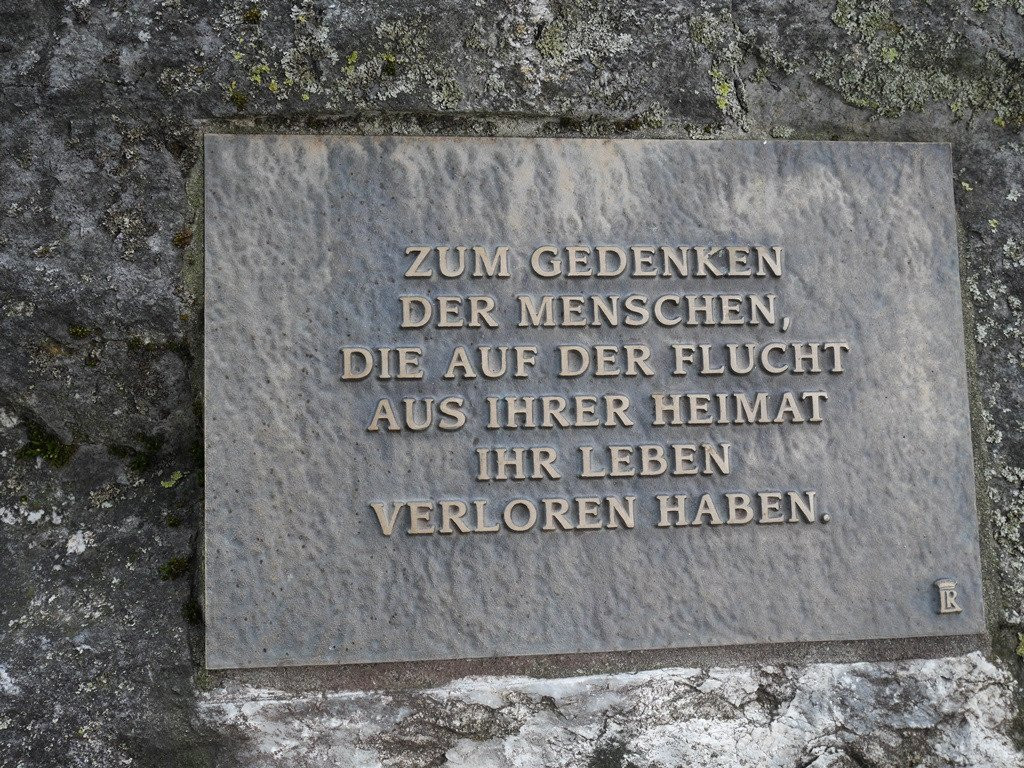 ZUM GEDENKEN
DER MENSCHEN,
DIE AUF DER FLUCHT
AUS IHRER HEIMAT
IHR LEBEN
VERLOREN HABEN.